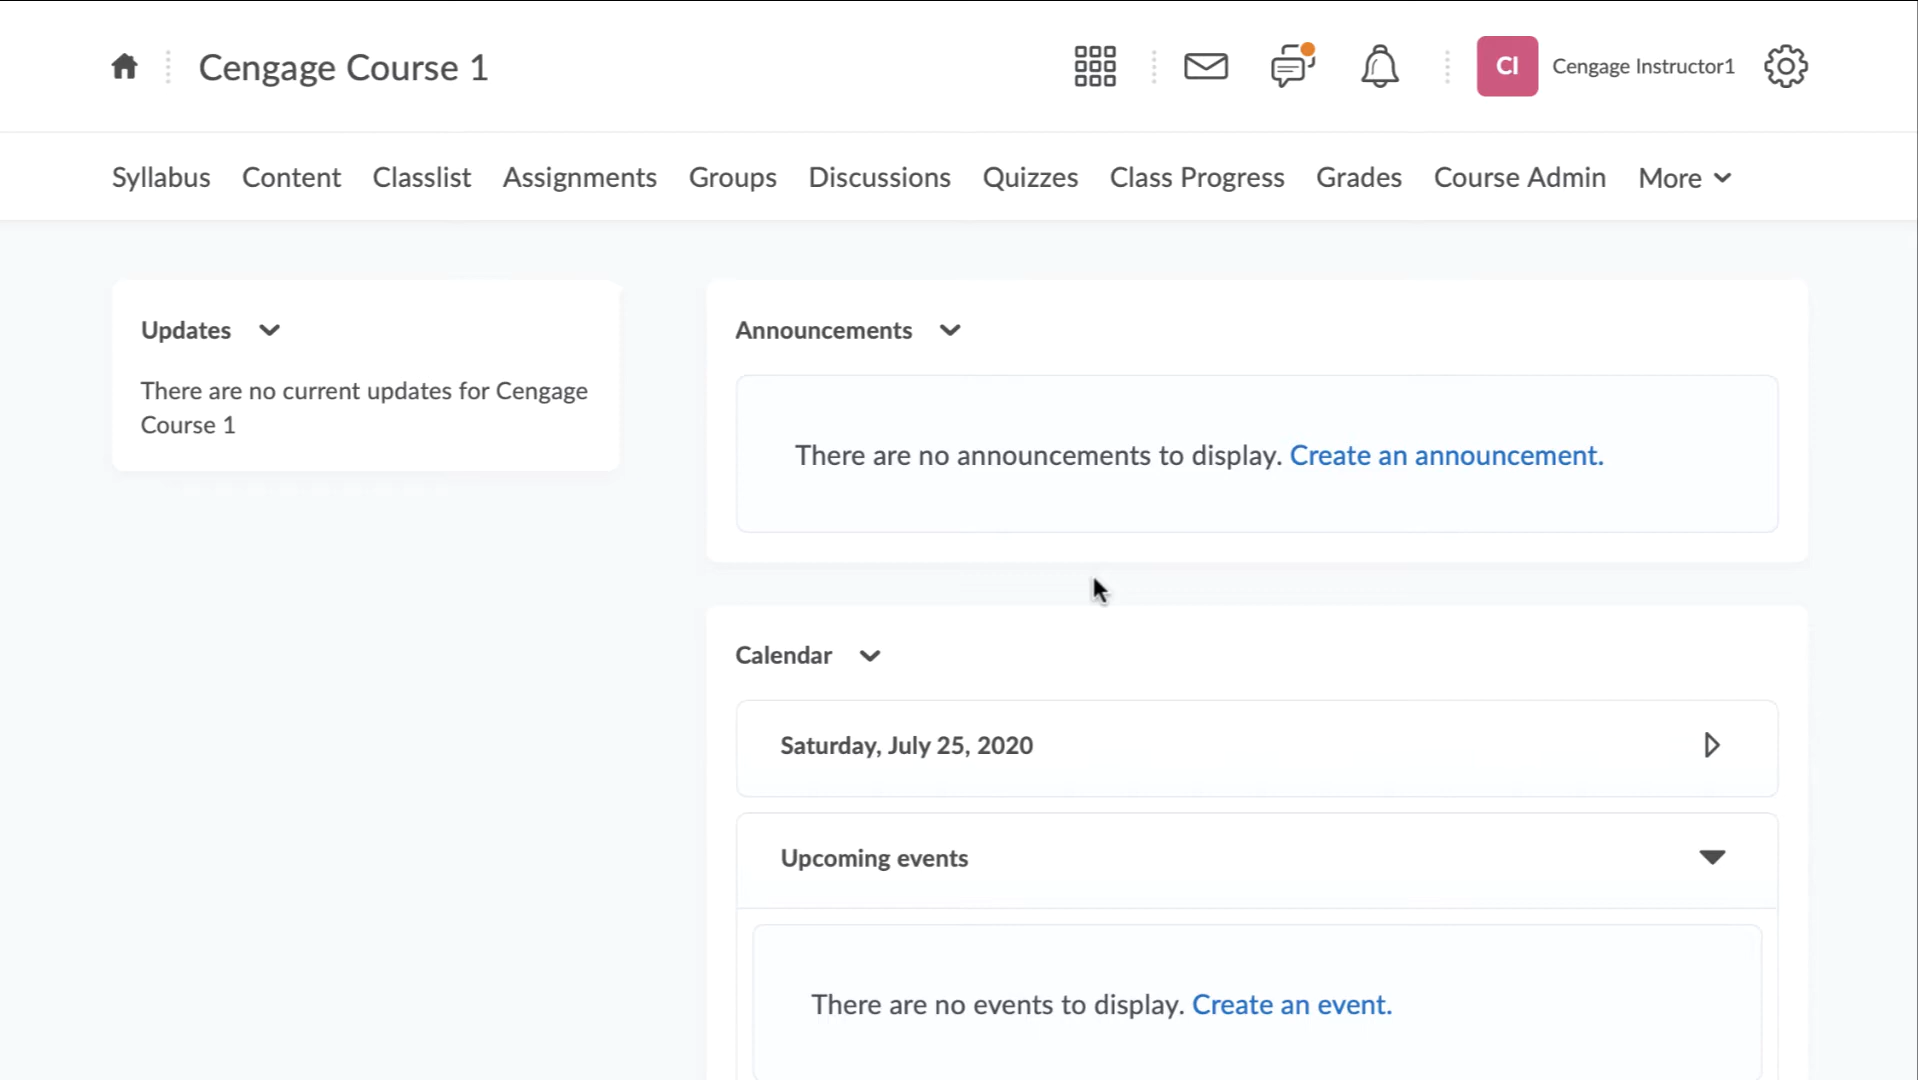 Cengage Course 1
CI
Cengage Instructor1
Syllabus Content Classlist Assignments Groups Discussions Quizzes Class Progress Grades Course Admin More
Updates
There are no current updates for Cengage
Course 1
Announcements
There are no announcements to display. Create an announcement.
Calendar
Saturday, July 25, 2020
Upcoming events
There are no events to display. Create an event.